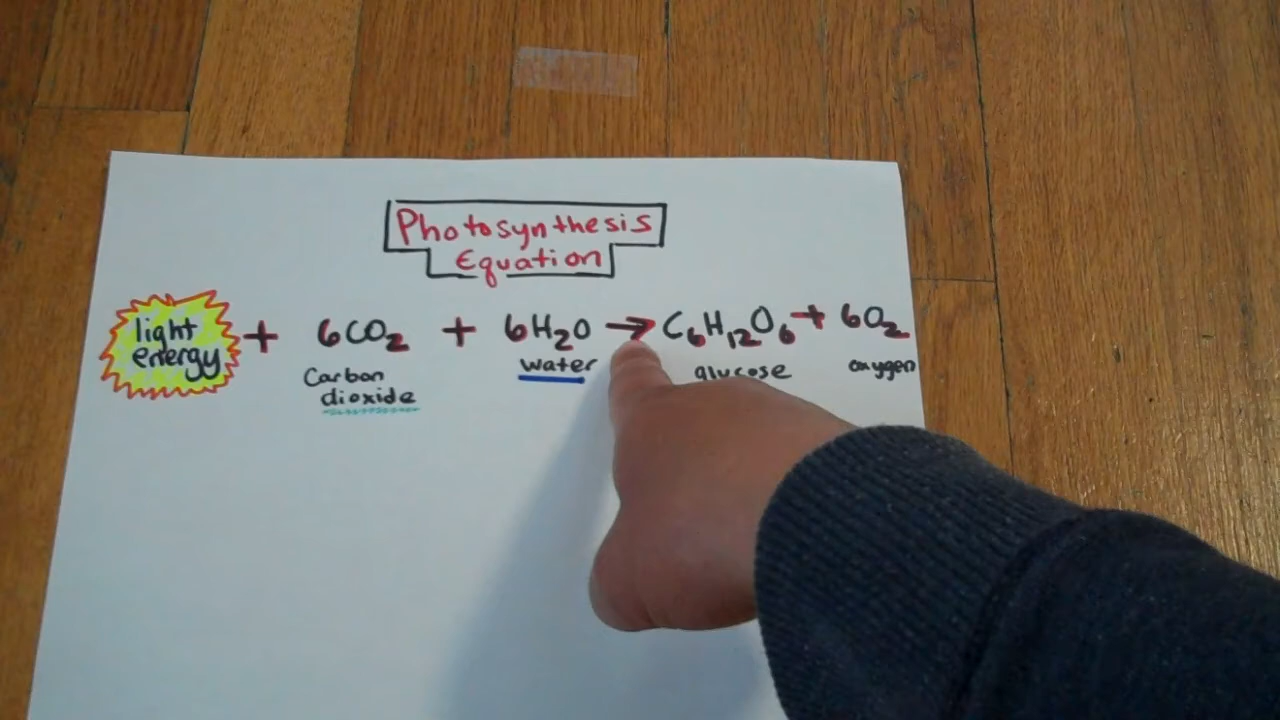 Photosynthesis
Equation
light energy + 6CO₂ + 6H₂O → C₆H₁₂O₆ + 6O₂
Carbon dioxide water glucose oxygen